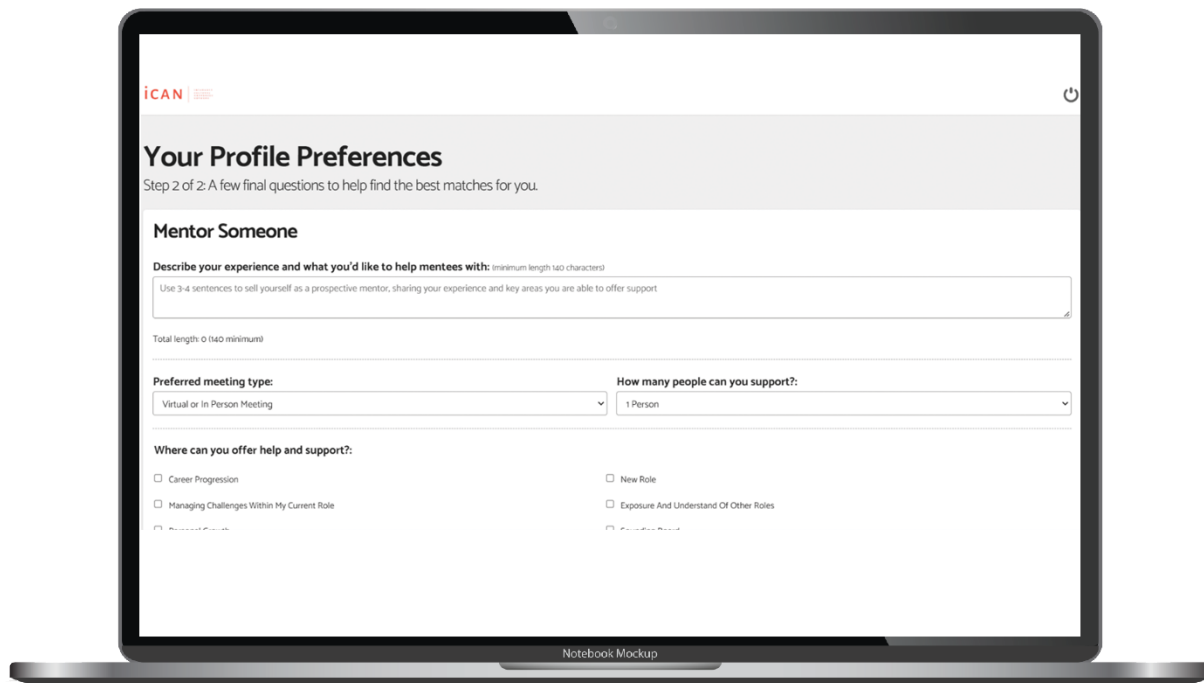 iCAN
Your Profile Preferences
Step 2 of 2: A few final questions to help find the best matches for you.
Mentor Someone
Describe your experience and what you'd like to help mentees with: (minimum length 140 characters)
Use 3-4 sentences to sell yourself as a prospective mentor, sharing your experience and key areas you are able to offer support
Total length: 0 (140 minimum)
Preferred meeting type: How many people can you support?:
Virtual or In Person Meeting 1 Person
Where can you offer help and support?:
Career Progression New Role
Managing Challenges Within My Current Role Exposure And Understand Of Other Roles
Personal Growth Sounding Board
Notebook Mockup